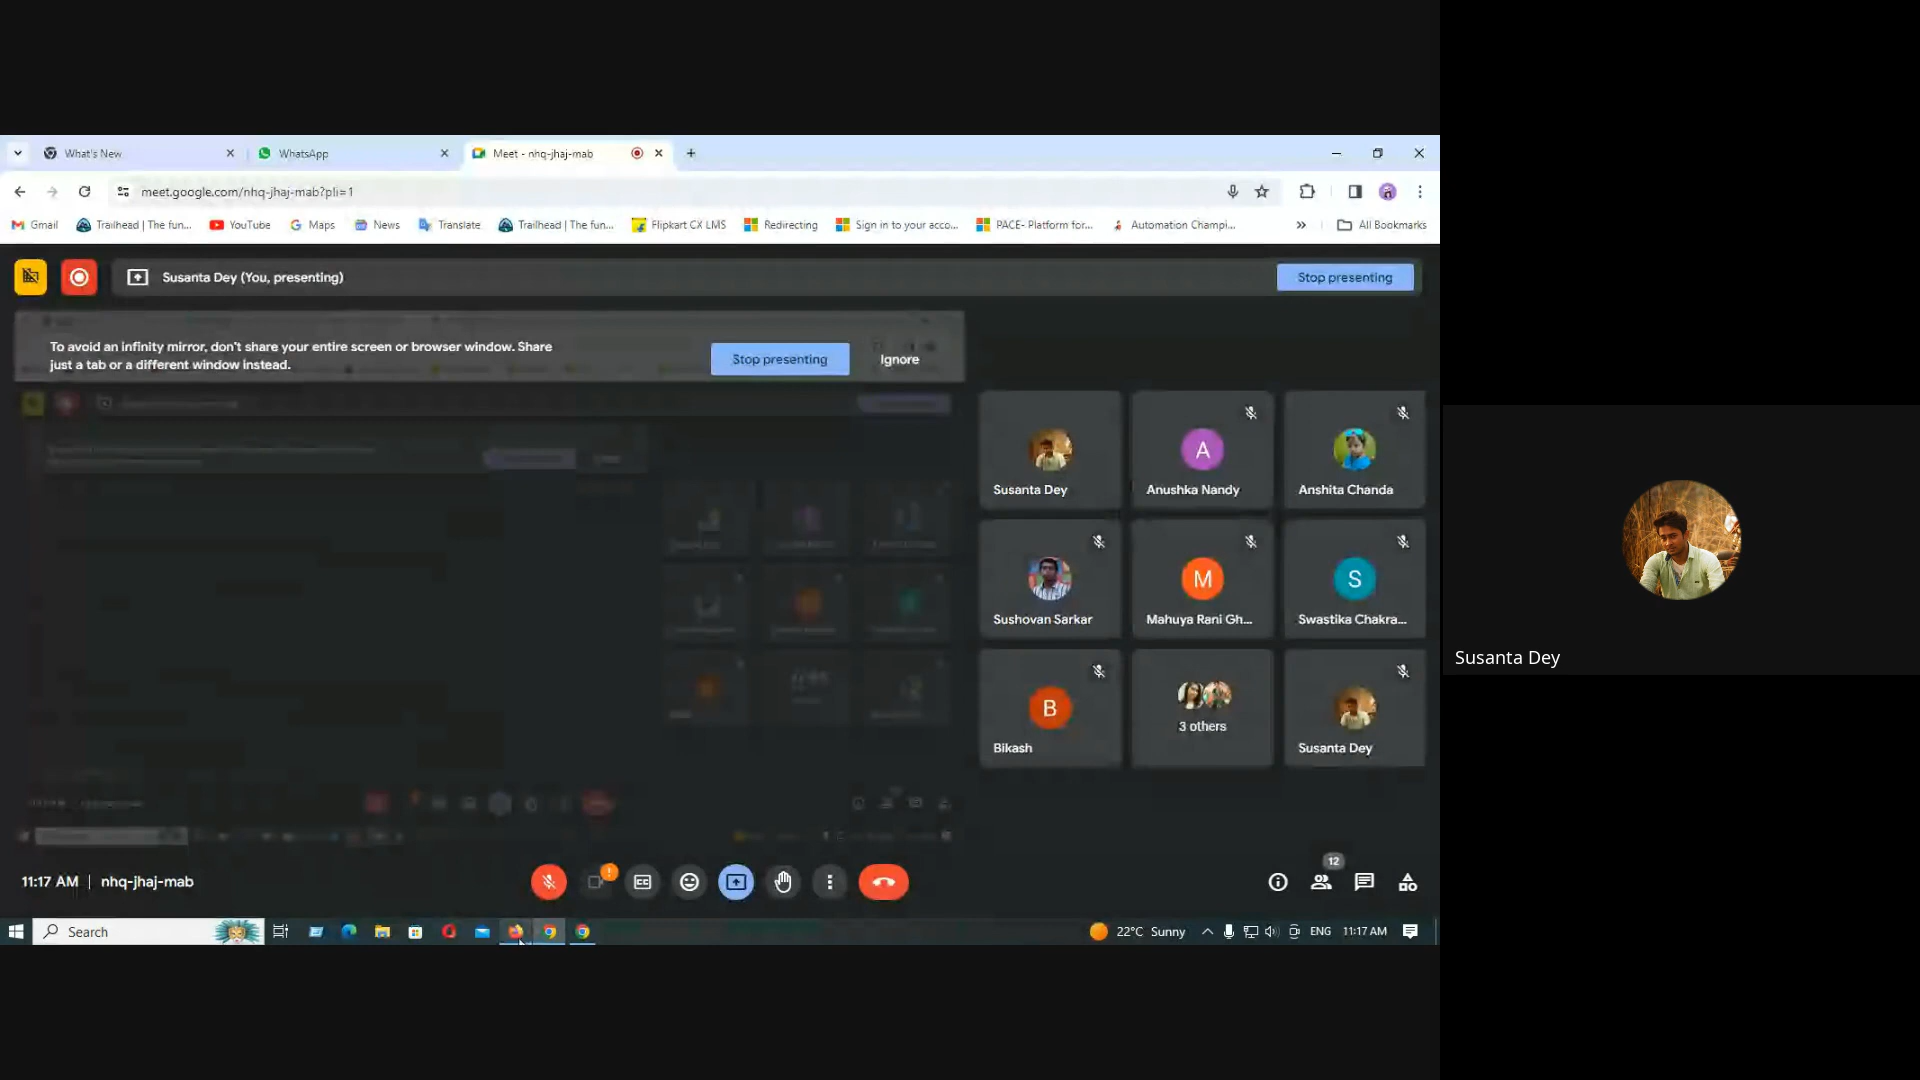 What's New
WhatsApp
Meet - nhq-jhaj-mab
meet.google.com/nhq-jhaj-mab?pli=1
Gmail
Trailhead | The fun...
YouTube
Maps
News
Translate
Trailhead | The fun...
Flipkart CX LMS
Redirecting
Sign in to your acco...
PACE- Platform for...
Automation Champi...
»
All Bookmarks
Susanta Dey (You, presenting)
Stop presenting
To avoid an infinity mirror, don't share your entire screen or browser window. Share
just a tab or a different window instead.
Stop presenting
Ignore
Susanta Dey
A
Anushka Nandy
Anshita Chanda
Sushovan Sarkar
M
Mahuya Rani Gh...
S
Swastika Chakra...
B
Bikash
3 others
Susanta Dey
Susanta Dey
11:17 AM | nhq-jhaj-mab
CC
12
Search
22°C Sunny
ENG
11:17 AM